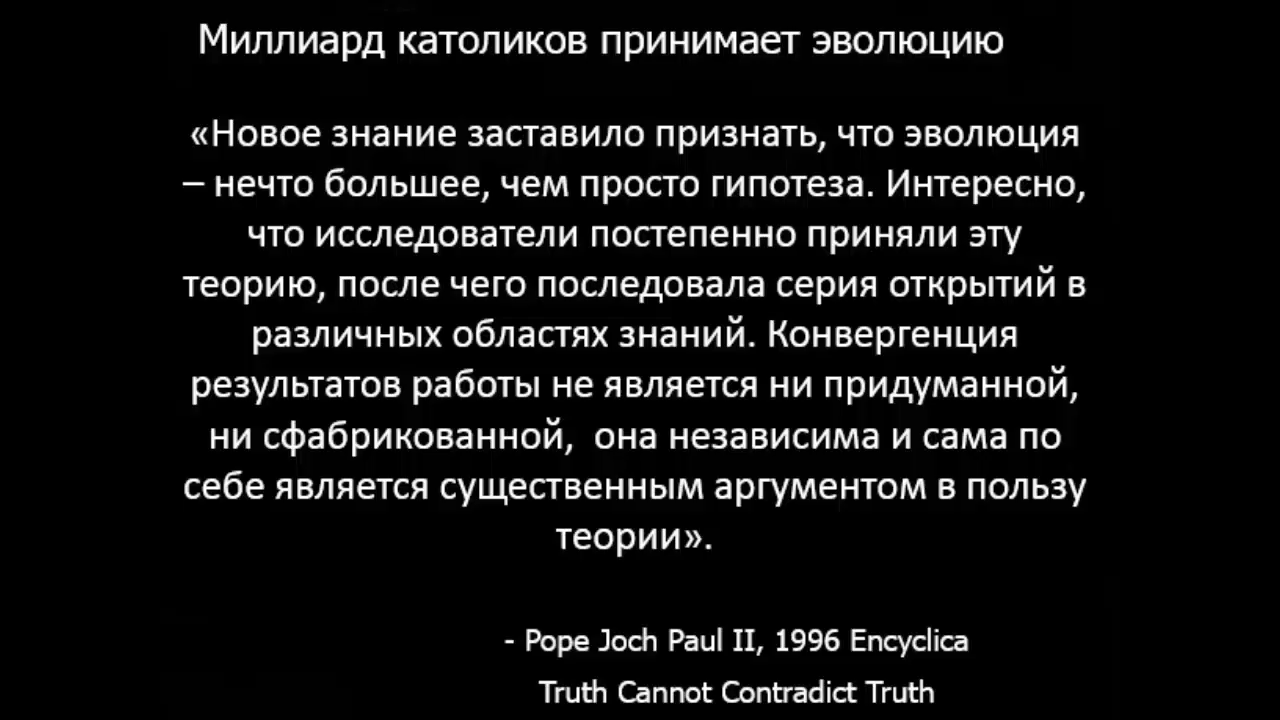 Миллиард католиков принимает эволюцию
«Новое знание заставило признать, что эволюция
– нечто большее, чем просто гипотеза. Интересно,
что исследователи постепенно приняли эту
теорию, после чего последовала серия открытий в
различных областях знаний. Конвергенция
результатов работы не является ни придуманной,
ни сфабрикованной,  она независима и сама по
себе является существенным аргументом в пользу
теории».
- Pope Joch Paul II, 1996 Encyclica
Truth Cannot Contradict Truth